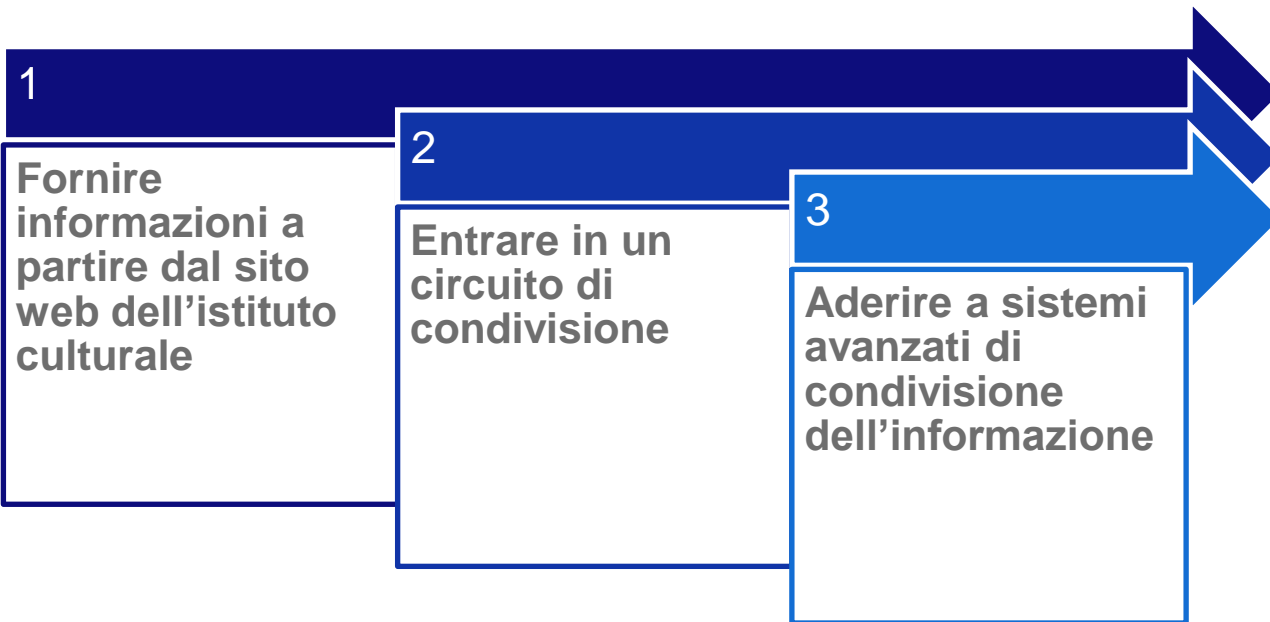 1
Fornire
informazioni a
partire dal sito
web dell’istituto
culturale
2
Entrare in un
circuito di
condivisione
3
Aderire a sistemi
avanzati di
condivisione
dell’informazione